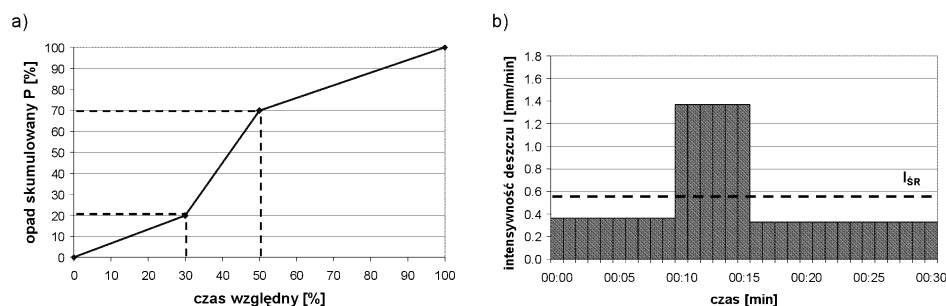 a)
opad skumulowany P [%]
100
90
80
70
60
50
40
30
20
10
0
0 10 20 30 40 50 60 70 80 90 100
czas względny [%]
b)
intensywność deszczu I [mm/min]
1.8
1.6
1.4
1.2
1.0
0.8
0.6
0.4
0.2
0.0
IŚR
00:00 00:05 00:10 00:15 00:20 00:25 00:30
czas [min]